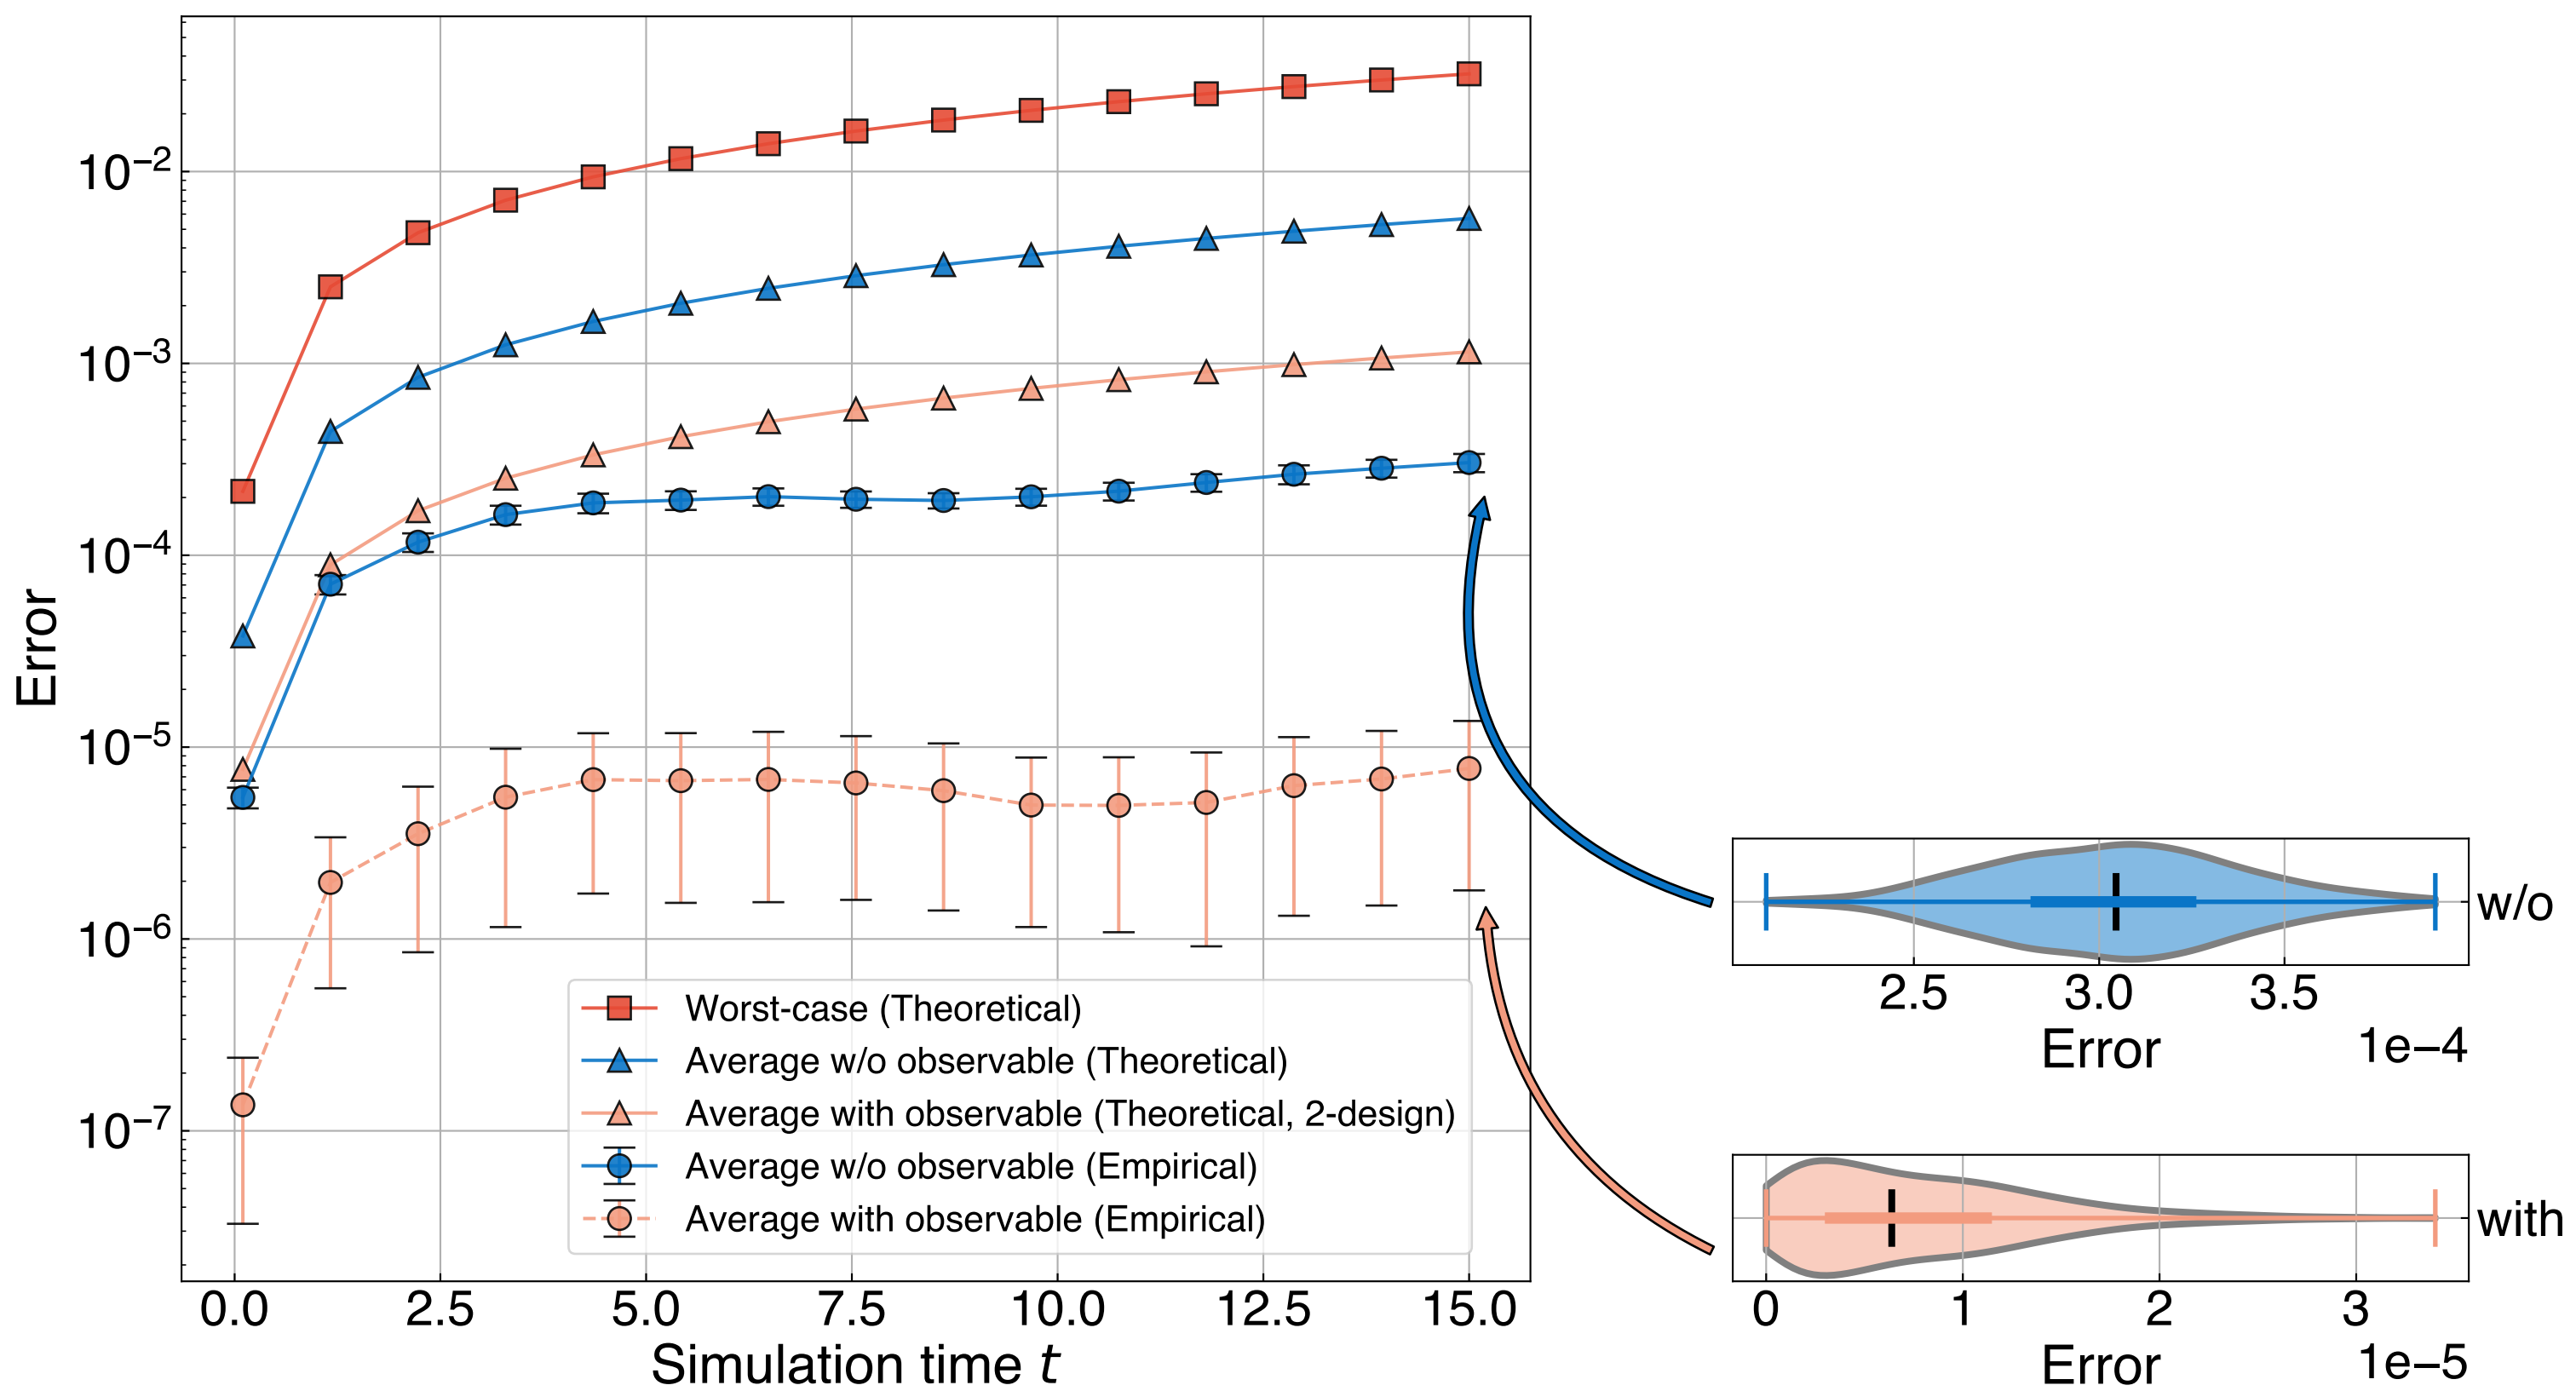 Error
10⁻²
10⁻³
10⁻⁴
10⁻⁵
10⁻⁶
10⁻⁷
Worst-case (Theoretical)
Average w/o observable (Theoretical)
Average with observable (Theoretical, 2-design)
Average w/o observable (Empirical)
Average with observable (Empirical)
0.0 2.5 5.0 7.5 10.0 12.5 15.0
Simulation time t
w/o
2.5 3.0 3.5
Error 1e−4
with
0 1 2 3
Error 1e−5